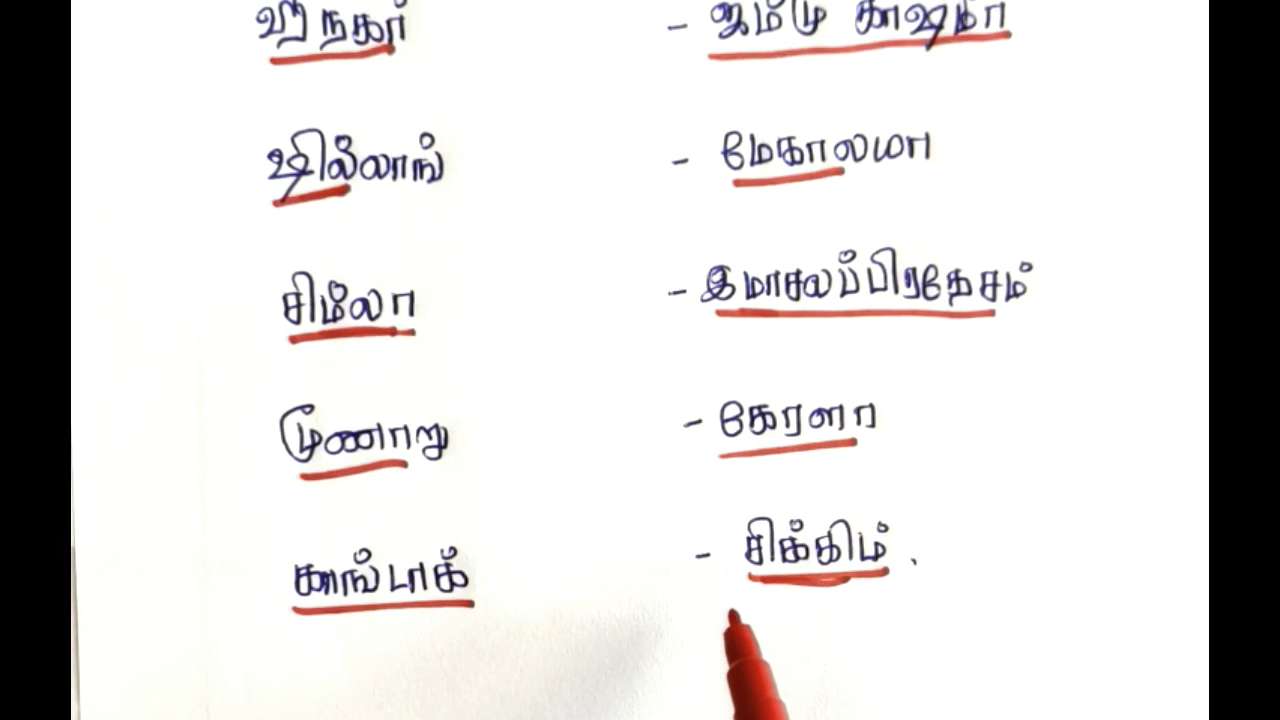 ஸ்ரீநகர் - ஜம்மு காஷ்மீர்
ஷில்லாங் - மேகாலயா
சிம்லா - இமாசலப்பிரதேசம்
மூணாறு - கேரளா
காங்டாக் - சிக்கிம்.